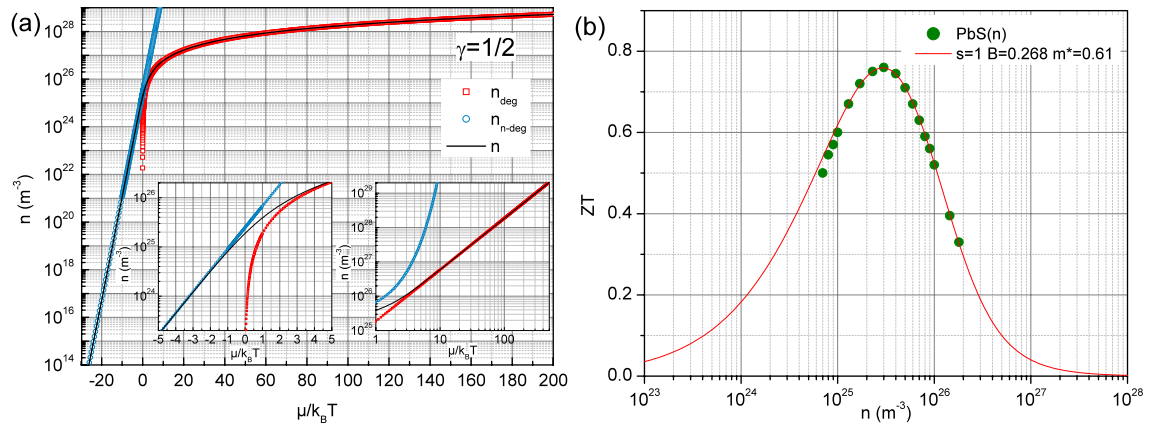 (a)
10^28
10^26
10^24
10^22
10^20
10^18
10^16
10^14
n (m^-3)
γ=1/2
n_deg
n_n-deg
n
10^26
10^25
10^24
n (m^-3)
-5 -4 -3 -2 -1 0 1 2 3 4 5
μ/k_BT
10^29
10^28
10^27
10^26
10^25
n (m^-3)
1 10 100
μ/k_BT
-20 0 20 40 60 80 100 120 140 160 180 200
μ/k_BT
(b)
PbS(n)
s=1 B=0.268 m*=0.61
0.8
0.6
0.4
0.2
0.0
ZT
10^23 10^24 10^25 10^26 10^27 10^28
n (m^-3)